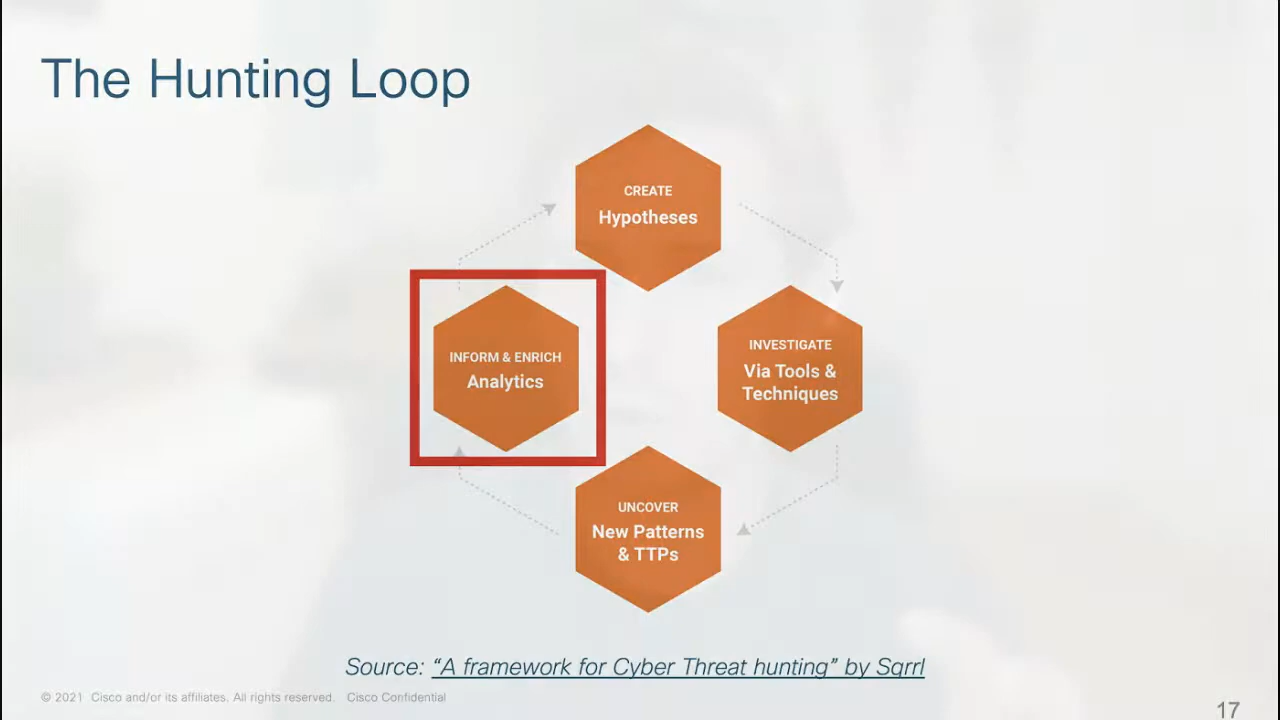 The Hunting Loop
CREATE
Hypotheses
INFORM & ENRICH
Analytics
INVESTIGATE
Via Tools &
Techniques
UNCOVER
New Patterns
& TTPs
Source: “A framework for Cyber Threat hunting” by Sqrrl
© 2021 Cisco and/or its affiliates. All rights reserved. Cisco Confidential
17